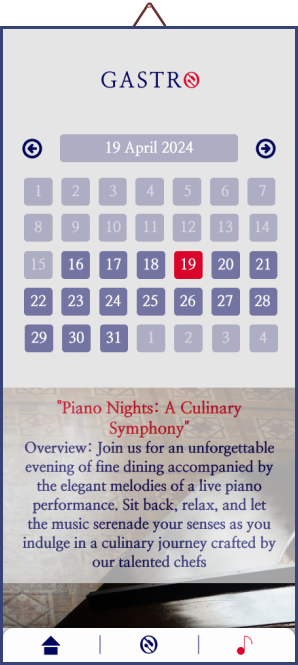 GASTRO
19 April 2024
1 2 3 4 5 6 7
8 9 10 11 12 13 14
15 16 17 18 19 20 21
22 23 24 25 26 27 28
29 30 31 1 2 3 4
"Piano Nights: A Culinary
Symphony"
Overview: Join us for an unforgettable
evening of fine dining accompanied by
the elegant melodies of a live piano
performance. Sit back, relax, and let
the music serenade your senses as you
indulge in a culinary journey crafted by
our talented chefs